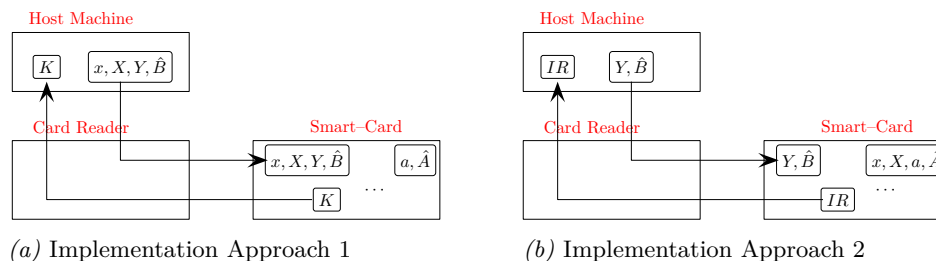 Host Machine
K
x, X, Y, B̂
Card Reader
Smart–Card
x, X, Y, B̂
a, Â
...
K
(a) Implementation Approach 1
Host Machine
IR
Y, B̂
Card Reader
Smart–Card
Y, B̂
x, X, a, Â
...
IR
(b) Implementation Approach 2